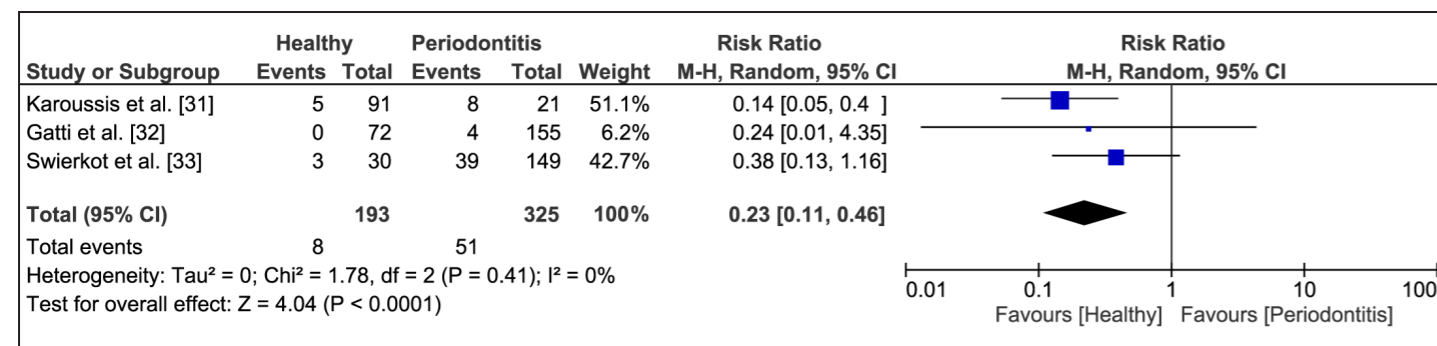 Healthy Periodontitis Risk Ratio Risk Ratio
Study or Subgroup Events Total Events Total Weight M-H, Random, 95% CI M-H, Random, 95% CI
Karoussis et al. [31] 5 91 8 21 51.1% 0.14 [0.05, 0.4 ]
Gatti et al. [32] 0 72 4 155 6.2% 0.24 [0.01, 4.35]
Swierkot et al. [33] 3 30 39 149 42.7% 0.38 [0.13, 1.16]
Total (95% CI) 193 325 100% 0.23 [0.11, 0.46]
Total events 8 51
Heterogeneity: Tau² = 0; Chi² = 1.78, df = 2 (P = 0.41); I² = 0%
Test for overall effect: Z = 4.04 (P < 0.0001)
0.01 0.1 1 10 100
Favours [Healthy] Favours [Periodontitis]